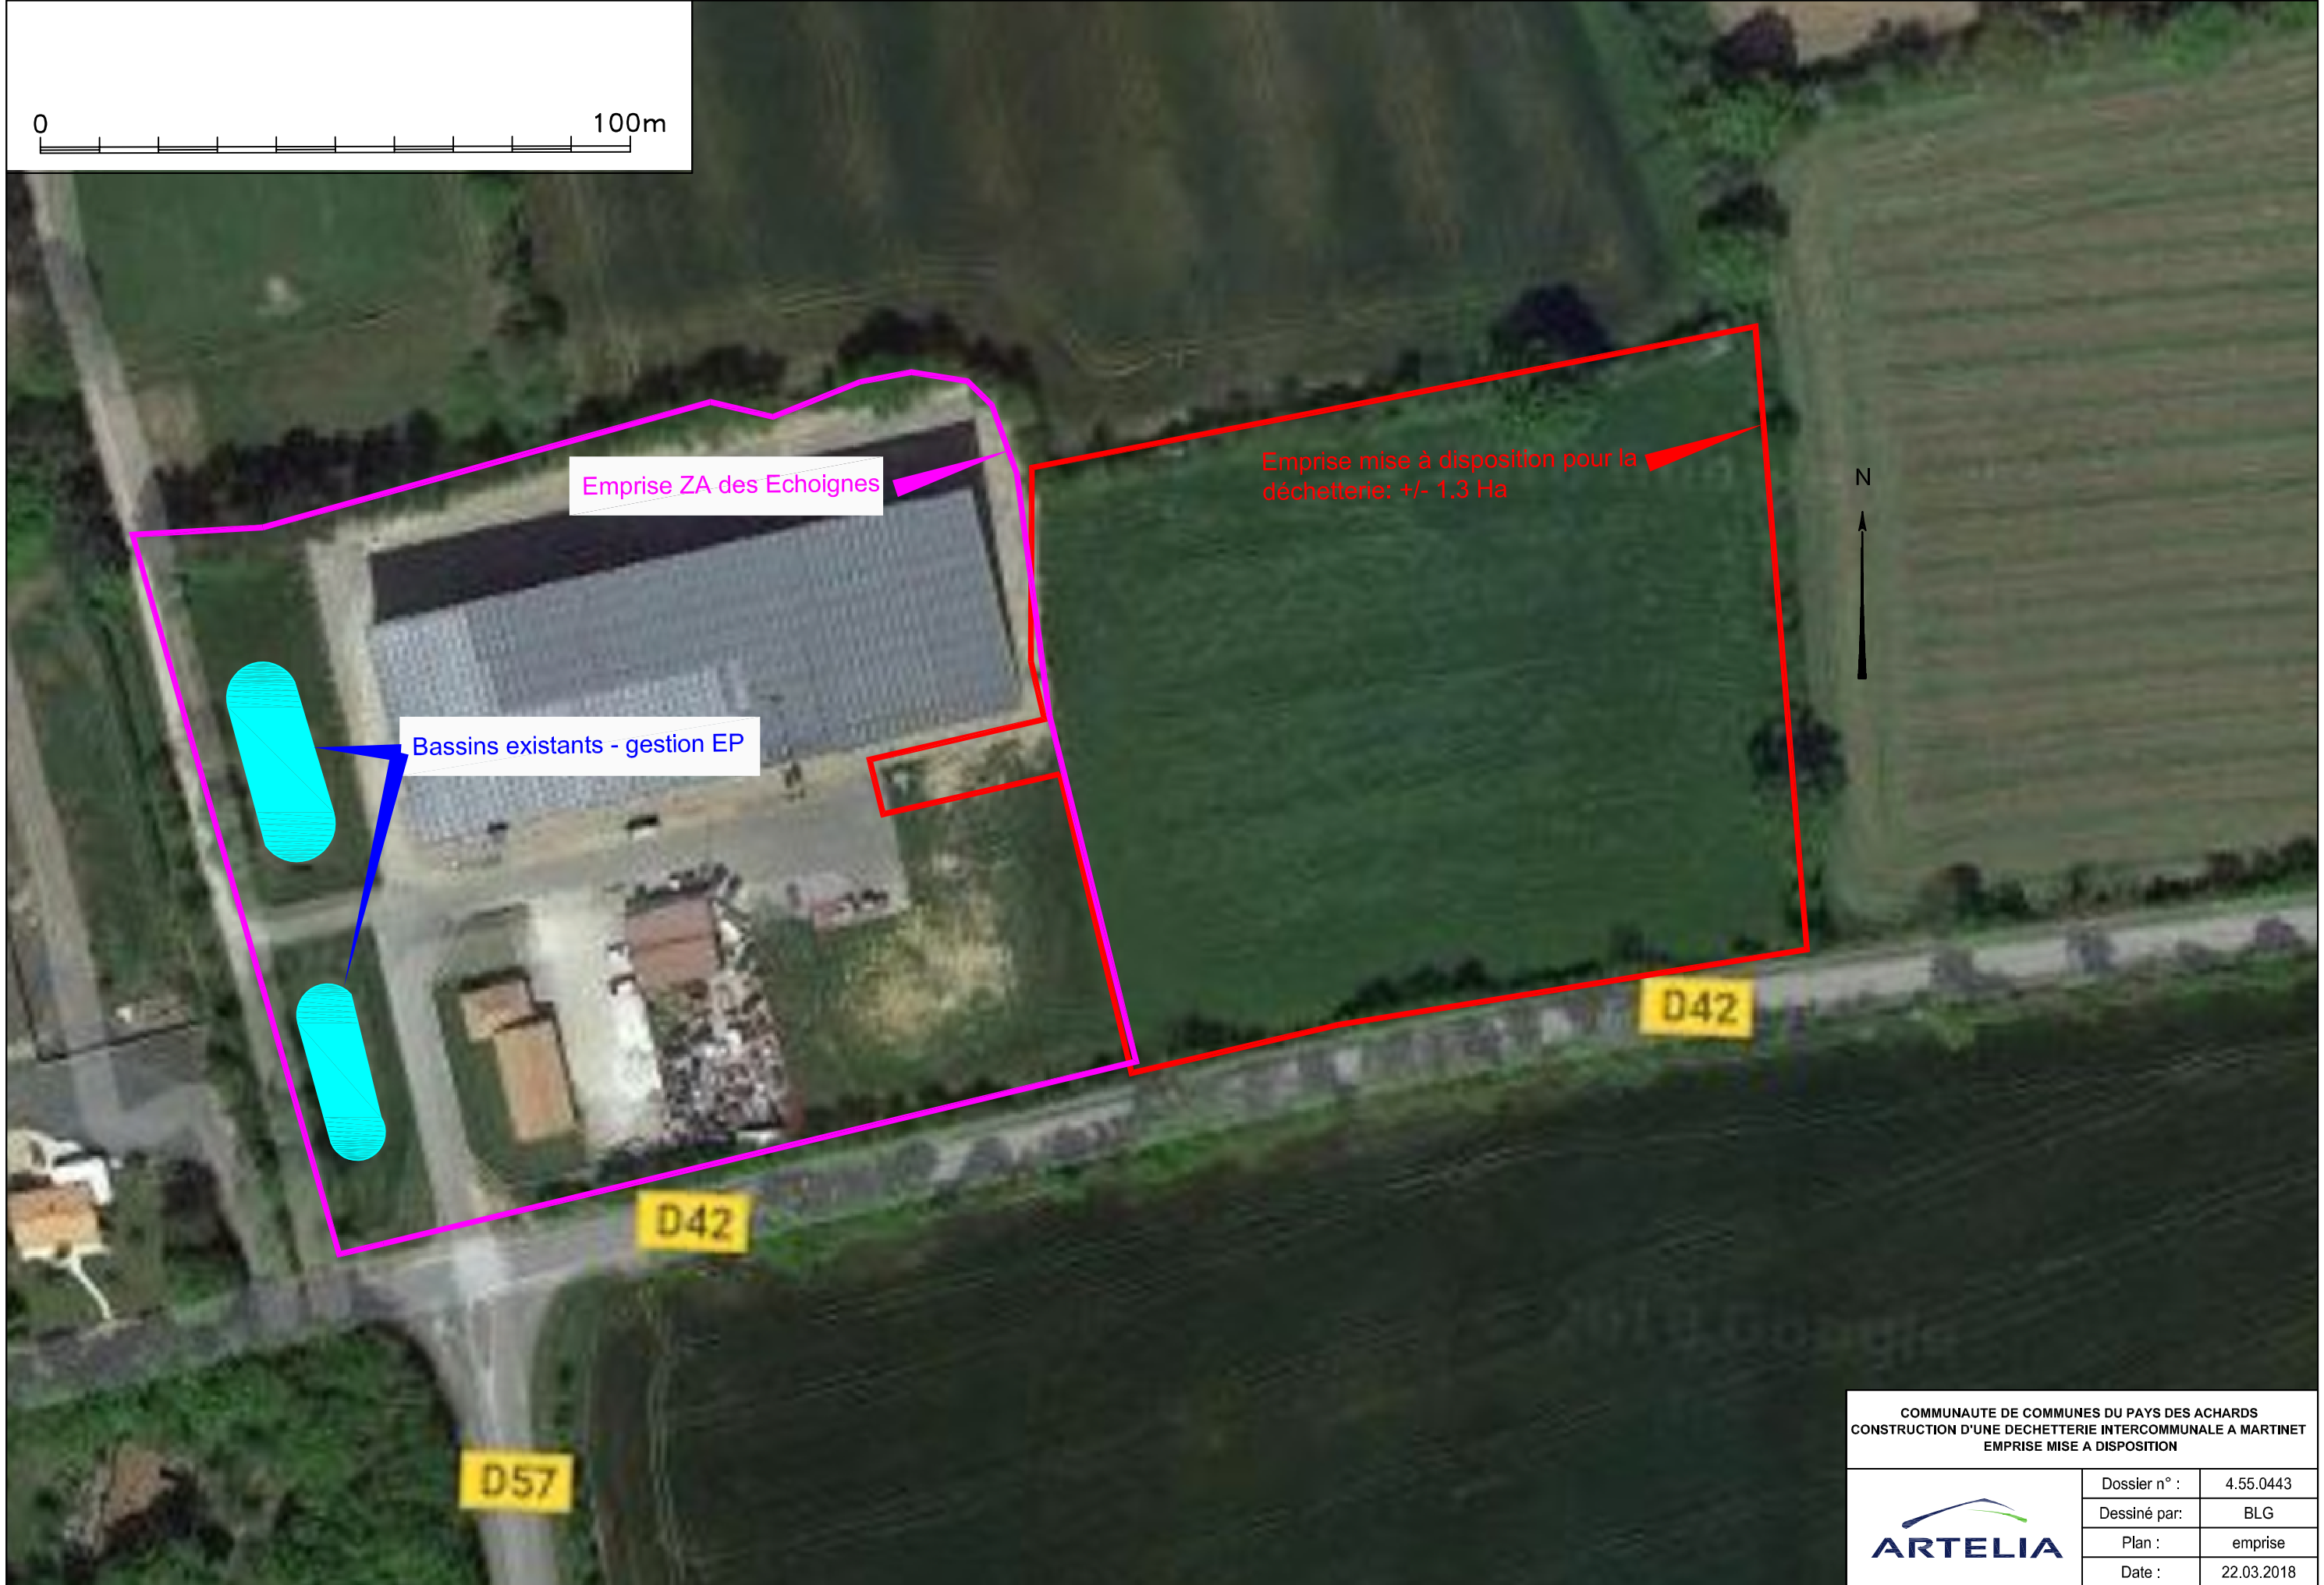 0 100m
Emprise mise à disposition pour la
déchetterie: +/- 1.3 Ha
N
Emprise ZA des Echoignes
Bassins existants - gestion EP
D42
D42
D57
COMMUNAUTE DE COMMUNES DU PAYS DES ACHARDS
CONSTRUCTION D'UNE DECHETTERIE INTERCOMMUNALE A MARTINET
EMPRISE MISE A DISPOSITION
ARTELIA
Dossier n° : 4.55.0443
Dessiné par: BLG
Plan : emprise
Date : 22.03.2018